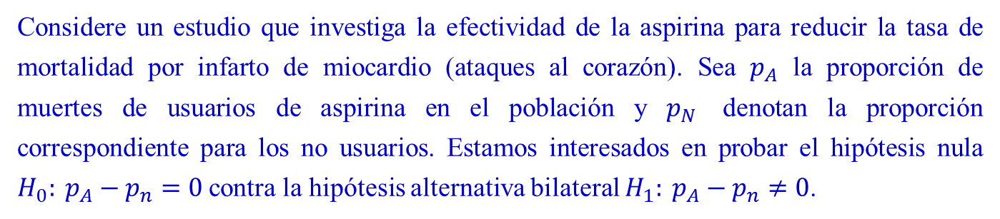 Considere un estudio que investiga la efectividad de la aspirina para reducir la tasa de
mortalidad por infarto de miocardio (ataques al corazón). Sea p_A la proporción de
muertes de usuarios de aspirina en el población y p_N denotan la proporción
correspondiente para los no usuarios. Estamos interesados en probar el hipótesis nula
H_0: p_A − p_n = 0 contra la hipótesis alternativa bilateral H_1: p_A − p_n ≠ 0.